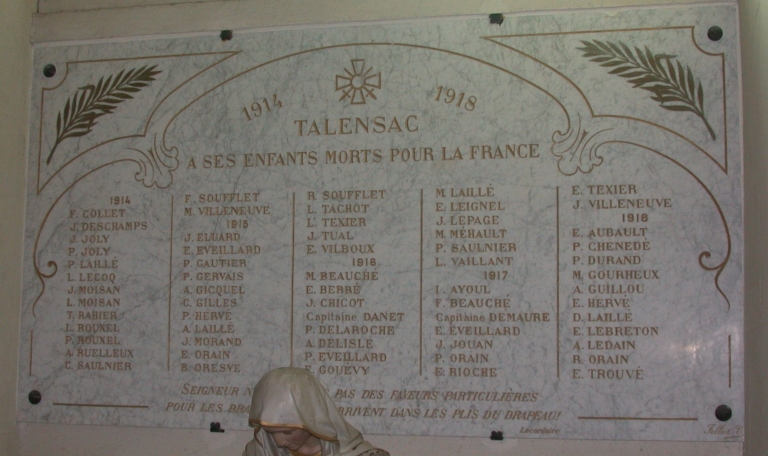 1914 1918
TALENSAC
A SES ENFANTS MORTS POUR LA FRANCE
1914
F. COLLET
J. DESCHAMPS
J. JOLY
P. JOLY
P. LAILLÉ
L. LECOQ
J. MOISAN
L. MOISAN
T. RABIER
L. ROUXEL
P. ROUXEL
A. RUELLEUX
C. SAULNIER
F. SOUFFLET
M. VILLENEUVE
1915
J. ELUARD
E. EVEILLARD
P. GAUTIER
P. GERVAIS
A. GICQUEL
C. GILLES
P. HERVÉ
A. LAILLÉ
J. MORAND
E. ORAIN
B. ORESVE
R. SOUFFLET
L. TACHOT
L. TEXIER
J. TUAL
E. VILBOUX
1916
M. BEAUCHÉ
E. BEBRÉ
J. CHICOT
Capitaine DANET
P. DELAROCHE
A. DELISLE
P. EVEILLARD
E. GOUEVY
M. LAILLÉ
E. LEIGNEL
J. LEPAGE
M. MÉHAULT
P. SAULNIER
L. VAILLANT
1917
L. AYOUL
F. BEAUCHÉ
Capitaine DEMAURE
E. EVEILLARD
J. JOUAN
P. ORAIN
E. RIOCHE
E. TEXIER
J. VILLENEUVE
1918
E. AUBAULT
P. CHENEDÉ
P. DURAND
M. GOURHEUX
A. GUILLOU
E. HERVÉ
D. LAILLÉ
E. LEBRETON
A. LEDAIN
R. ORAIN
E. TROUVÉ
SEIGNEUR PAS DES FAVEURS PARTICULIÈRES
POUR LES DANS LES PLIS DU DRAPEAU!